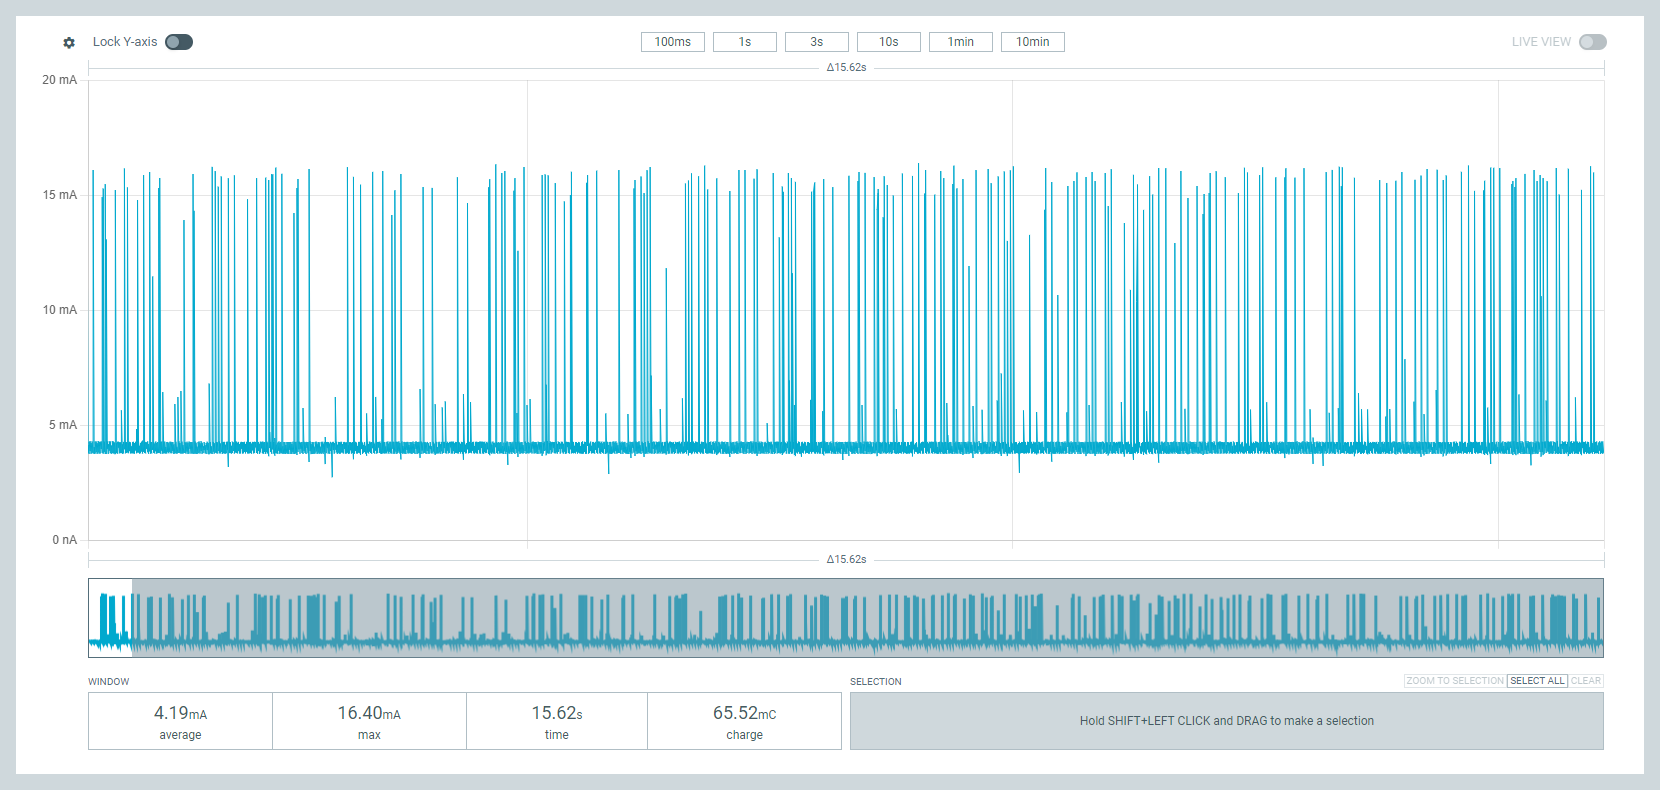 Lock Y-axis 100ms 1s 3s 10s 1min 10min LIVE VIEW
Δ15.62s
20 mA
15 mA
10 mA
5 mA
0 nA
Δ15.62s
WINDOW SELECTION ZOOM TO SELECTION SELECT ALL CLEAR
4.19mA 16.40mA 15.62s 65.52mC
average max time charge
Hold SHIFT+LEFT CLICK and DRAG to make a selection